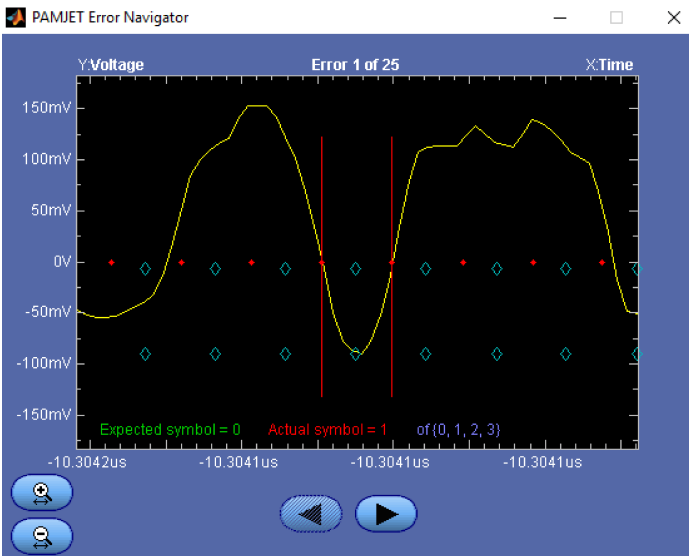 PAMJET Error Navigator
Y:Voltage Error 1 of 25 X:Time
150mV
100mV
50mV
0V
-50mV
-100mV
-150mV
Expected symbol = 0 Actual symbol = 1 of {0, 1, 2, 3}
-10.3042us -10.3041us -10.3041us -10.3041us